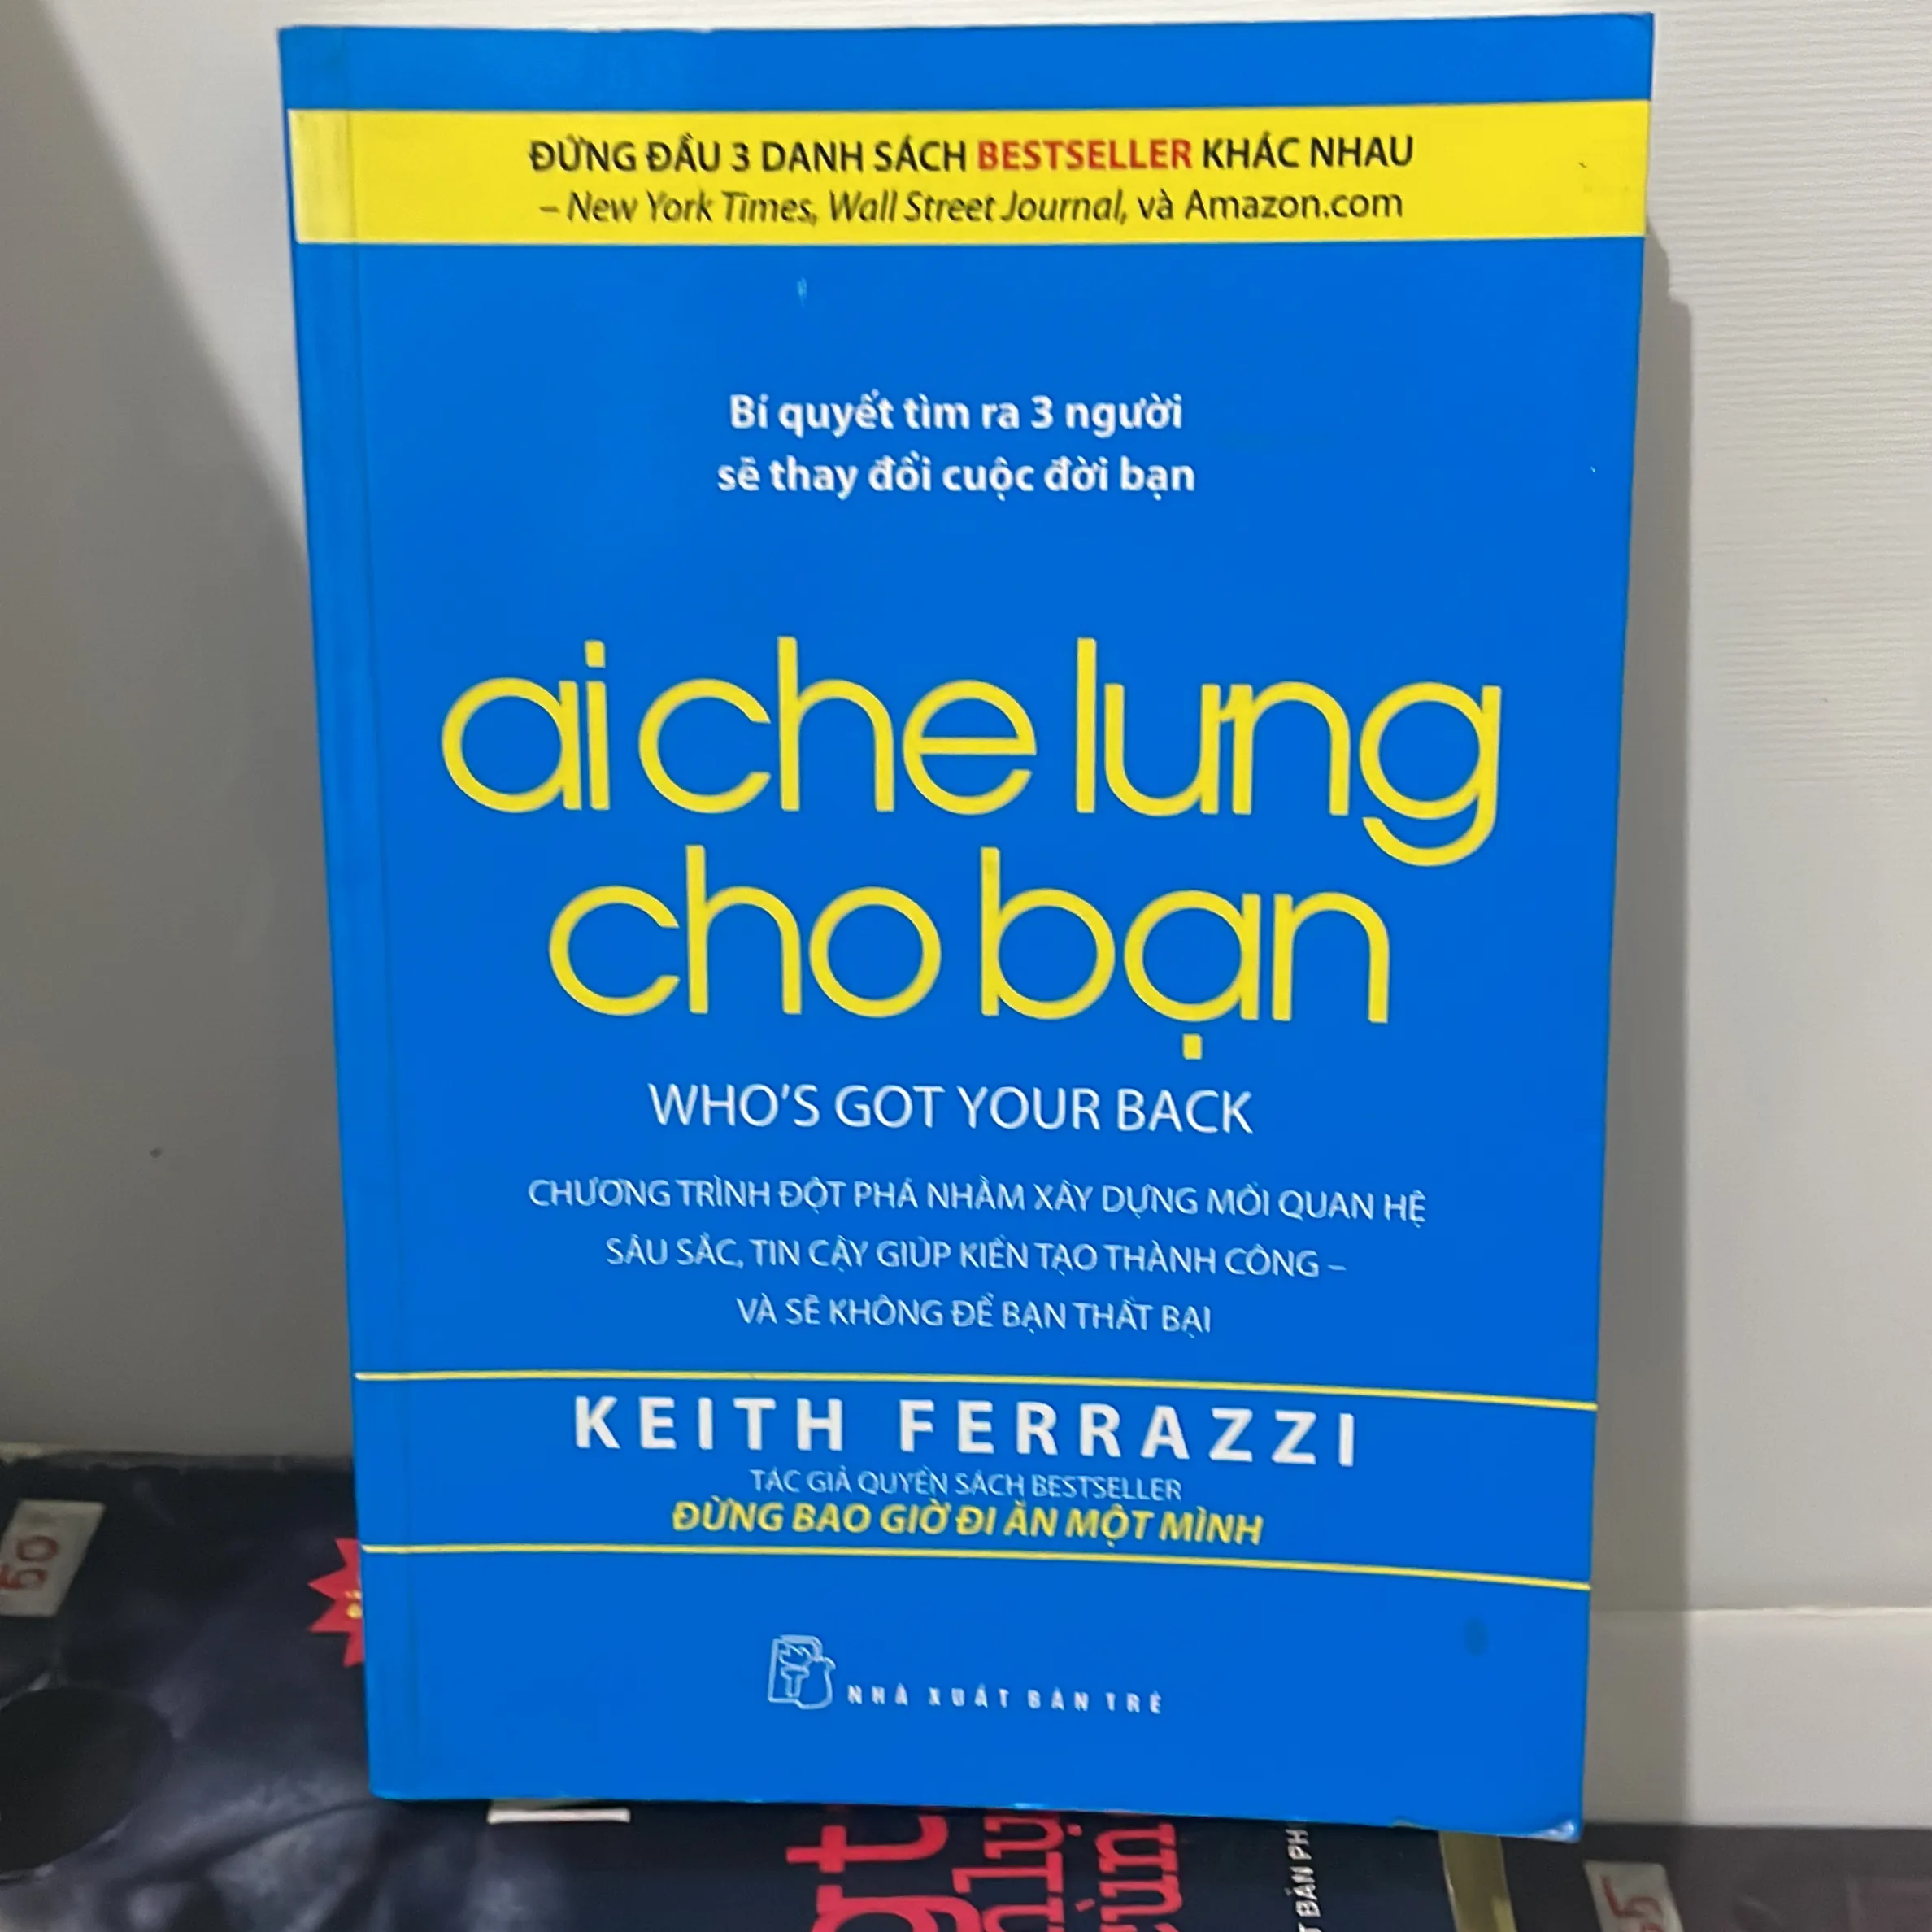 ĐỨNG ĐẦU 3 DANH SÁCH BESTSELLER KHÁC NHAU
– New York Times, Wall Street Journal, và Amazon.com
Bí quyết tìm ra 3 người
sẽ thay đổi cuộc đời bạn
ai che lưng
cho bạn
WHO'S GOT YOUR BACK
CHƯƠNG TRÌNH ĐỘT PHÁ NHẰM XÂY DỰNG MỐI QUAN HỆ
SÂU SẮC, TIN CẬY GIÚP KIẾN TẠO THÀNH CÔNG –
VÀ SẼ KHÔNG ĐỂ BẠN THẤT BẠI
KEITH FERRAZZI
TÁC GIẢ QUYỂN SÁCH BESTSELLER
ĐỪNG BAO GIỜ ĐI ĂN MỘT MÌNH
NHÀ XUẤT BẢN TRẺ